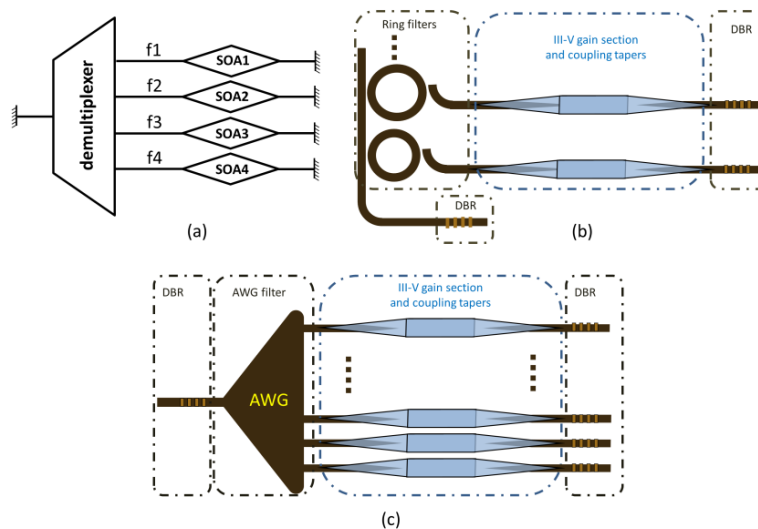 demultiplexer
f1
SOA1
f2
SOA2
f3
SOA3
f4
SOA4
(a)
Ring filters
III-V gain section
and coupling tapers
DBR
DBR
(b)
DBR
AWG filter
III-V gain section
and coupling tapers
DBR
AWG
(c)